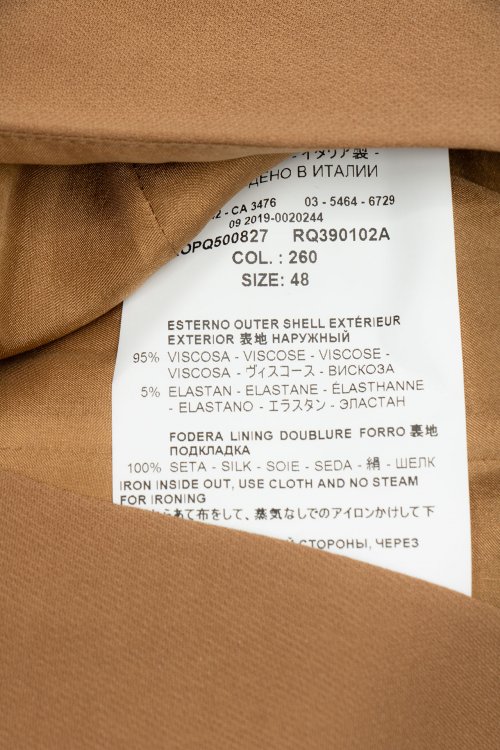 - イタリア製 -
ДЕНО В ИТАЛИИ
- CA 3476 03 - 5464 - 6729
09 2019-0020244
OPQ500827 RQ390102A
COL. : 260
SIZE: 48
ESTERNO OUTER SHELL EXTÉRIEUR
EXTERIOR 表地 НАРУЖНЫЙ
95% VISCOSA - VISCOSE - VISCOSE -
VISCOSA - ヴィスコース - ВИСКОЗА
5% ELASTAN - ELASTANE - ÉLASTHANNE
- ELASTANO - エラスタン - ЭЛАСТАН
FODERA LINING DOUBLURE FORRO 裏地
ПОДКЛАДКА
100% SETA - SILK - SOIE - SEDA - 絹 - ШЕЛК
IRON INSIDE OUT, USE CLOTH AND NO STEAM
FOR IRONING
らあて布をして、蒸気なしでのアイロンかけして下
СТОРОНЫ, ЧЕРЕЗ